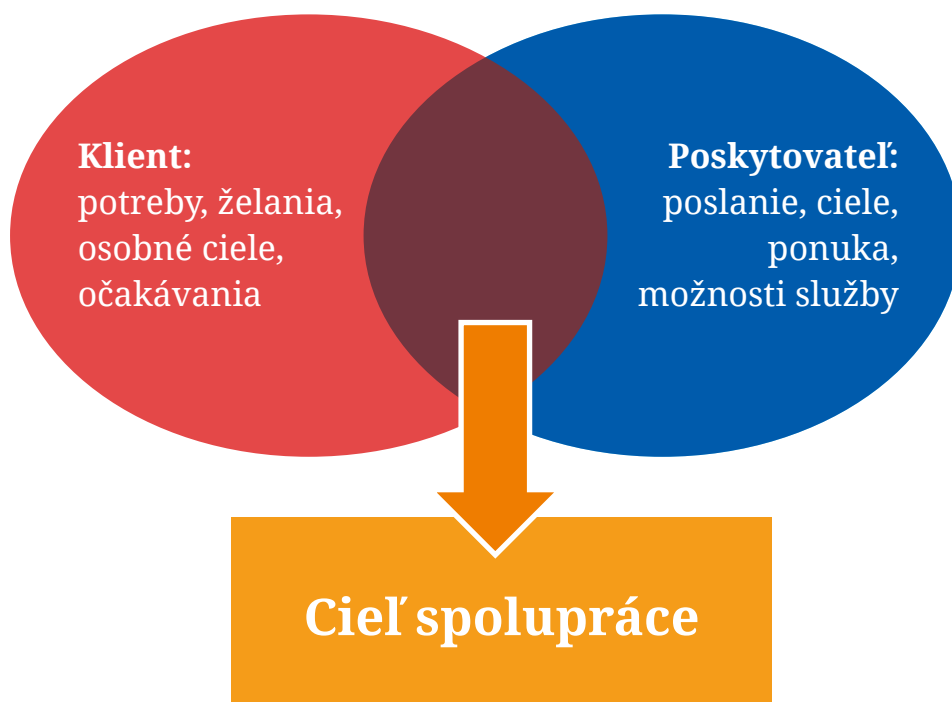 Klient:
potreby, želania,
osobné ciele,
očakávania
Poskytovateľ:
poslanie, ciele,
ponuka,
možnosti služby
Cieľ spolupráce